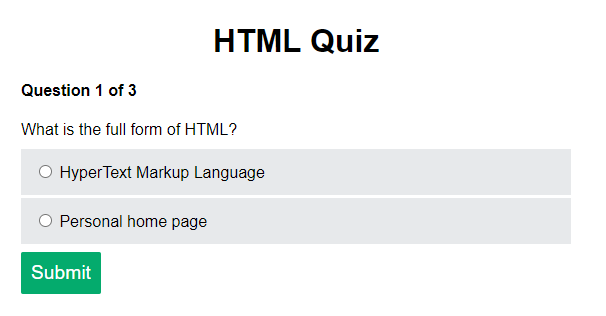 HTML Quiz
Question 1 of 3
What is the full form of HTML?
HyperText Markup Language
Personal home page
Submit